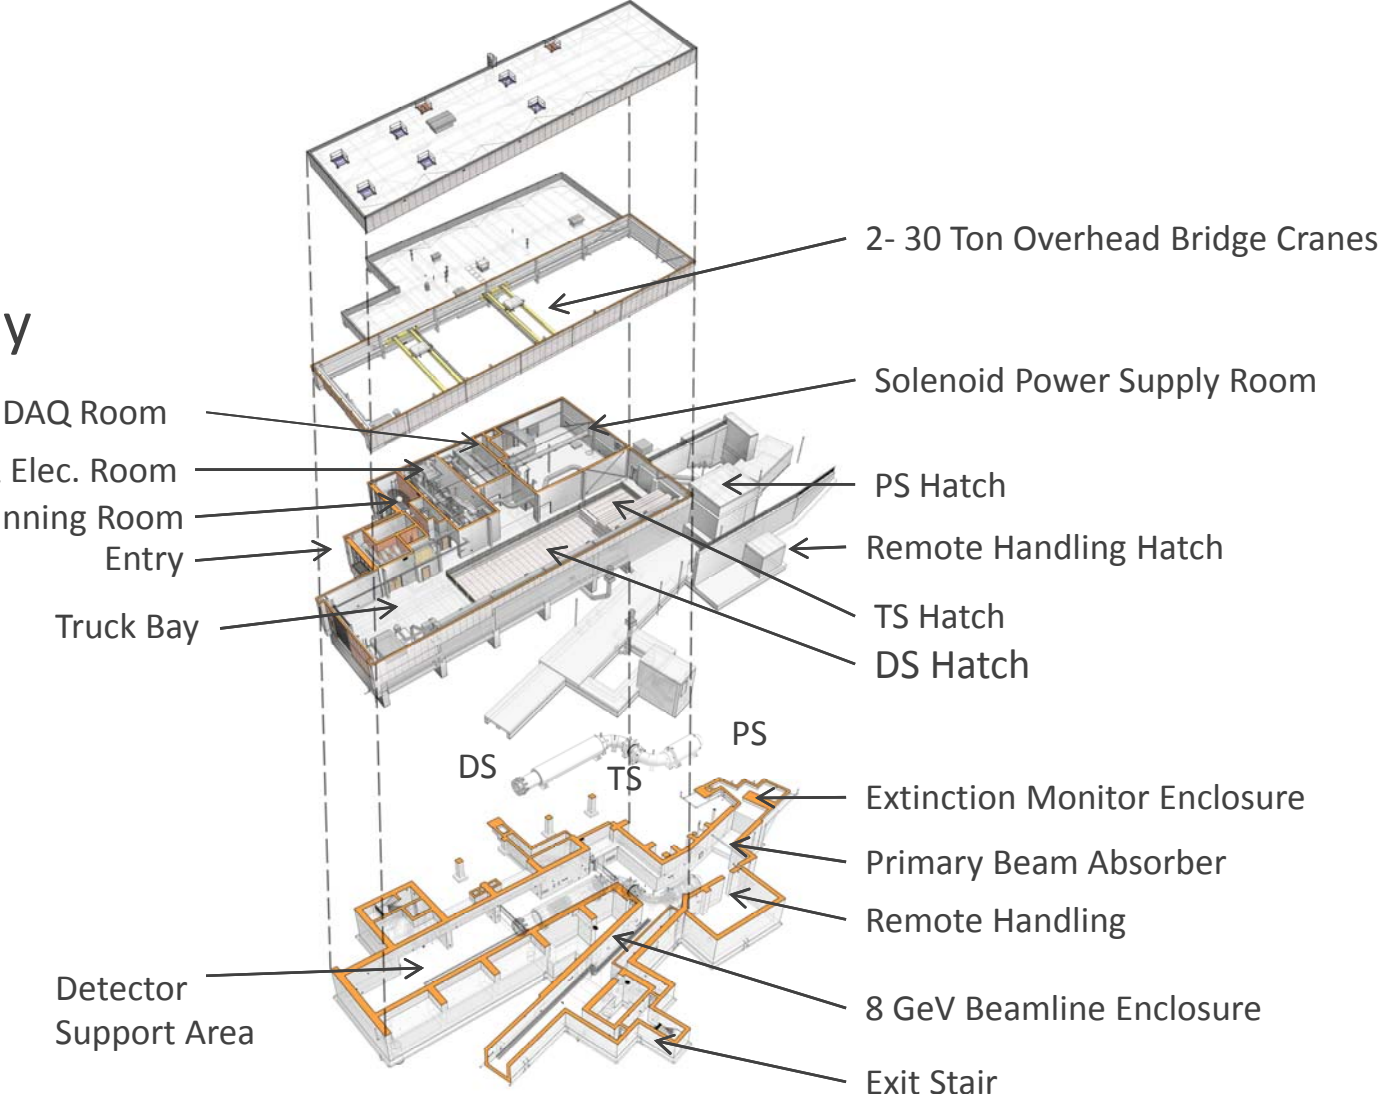 2- 30 Ton Overhead Bridge Cranes
y
Solenoid Power Supply Room
DAQ Room
Elec. Room
PS Hatch
nning Room
Remote Handling Hatch
Entry
TS Hatch
Truck Bay
DS Hatch
PS
DS
TS
Extinction Monitor Enclosure
Primary Beam Absorber
Remote Handling
Detector
Support Area
8 GeV Beamline Enclosure
Exit Stair